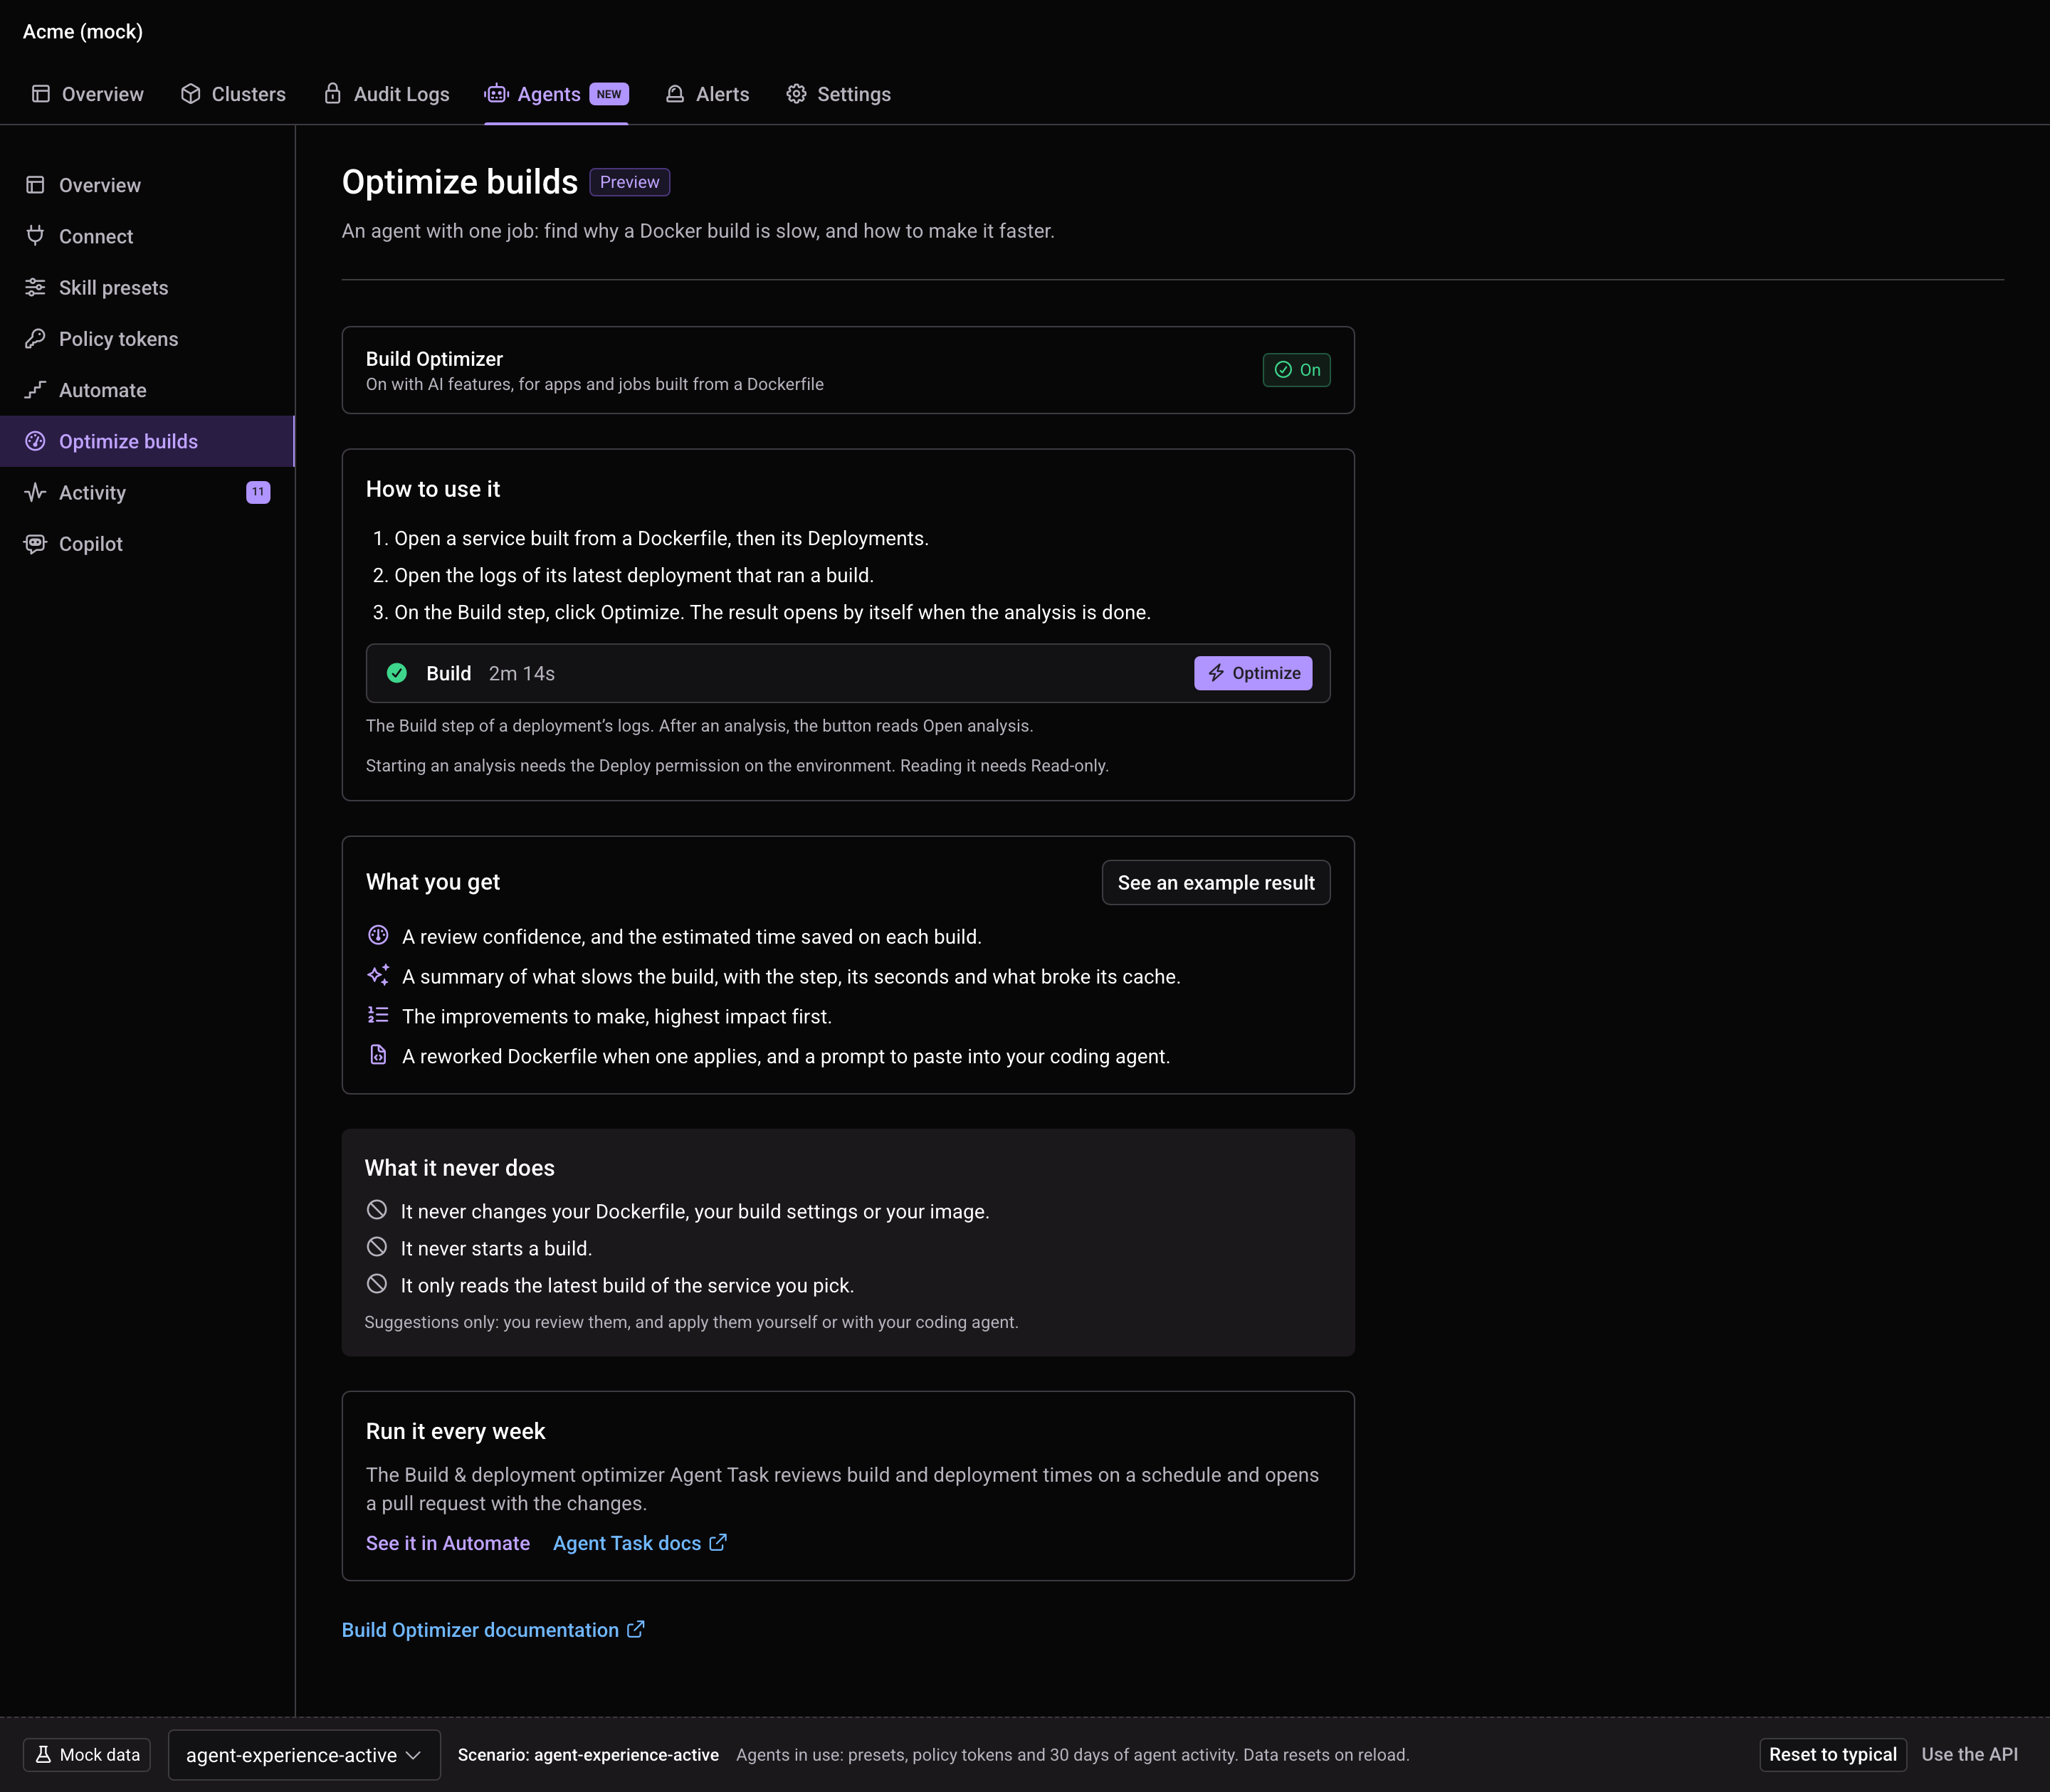 Acme (mock)
Overview
Clusters
Audit Logs
Agents NEW
Alerts
Settings
Overview
Connect
Skill presets
Policy tokens
Automate
Optimize builds
Activity 11
Copilot
Optimize builds Preview
An agent with one job: find why a Docker build is slow, and how to make it faster.
Build Optimizer
On with AI features, for apps and jobs built from a Dockerfile
On
How to use it
1. Open a service built from a Dockerfile, then its Deployments.
2. Open the logs of its latest deployment that ran a build.
3. On the Build step, click Optimize. The result opens by itself when the analysis is done.
Build 2m 14s
Optimize
The Build step of a deployment’s logs. After an analysis, the button reads Open analysis.
Starting an analysis needs the Deploy permission on the environment. Reading it needs Read-only.
What you get
See an example result
A review confidence, and the estimated time saved on each build.
A summary of what slows the build, with the step, its seconds and what broke its cache.
The improvements to make, highest impact first.
A reworked Dockerfile when one applies, and a prompt to paste into your coding agent.
What it never does
It never changes your Dockerfile, your build settings or your image.
It never starts a build.
It only reads the latest build of the service you pick.
Suggestions only: you review them, and apply them yourself or with your coding agent.
Run it every week
The Build & deployment optimizer Agent Task reviews build and deployment times on a schedule and opens
a pull request with the changes.
See it in Automate
Agent Task docs
Build Optimizer documentation
Mock data
agent-experience-active
Scenario: agent-experience-active
Agents in use: presets, policy tokens and 30 days of agent activity. Data resets on reload.
Reset to typical
Use the API